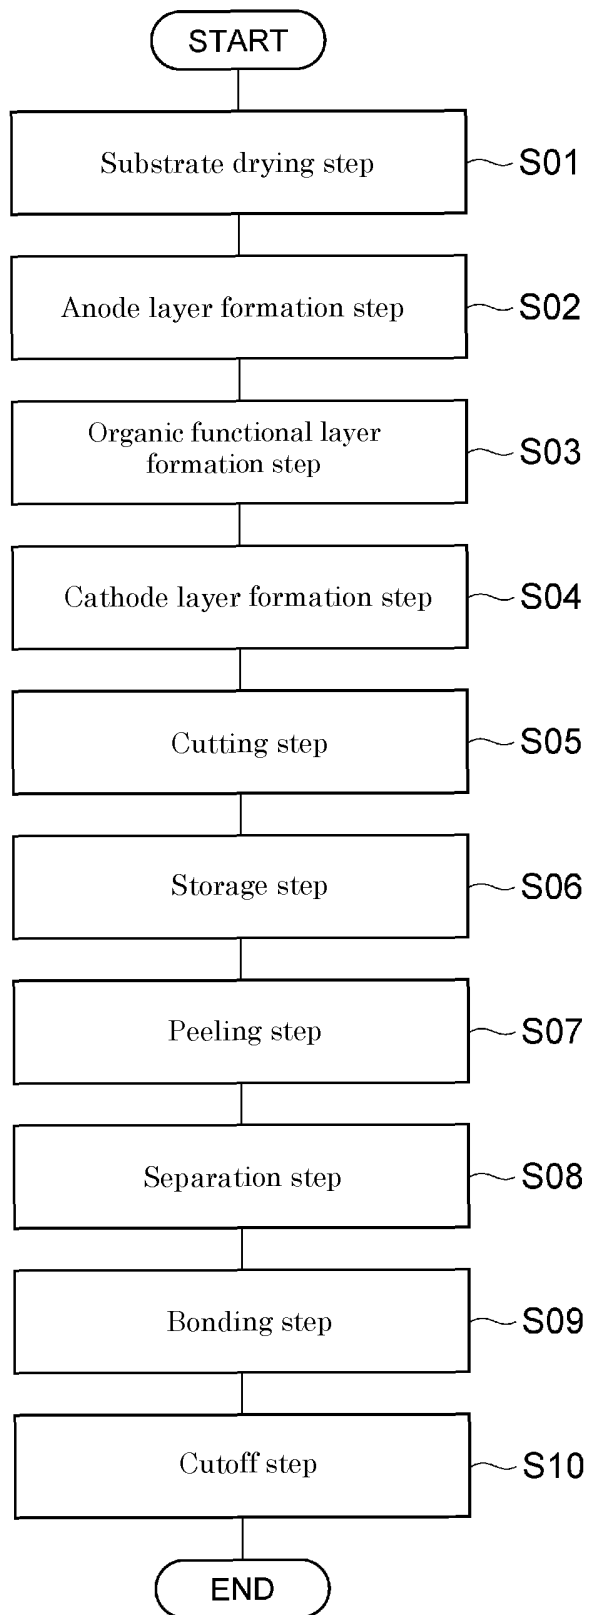 START
Substrate drying step
S01
Anode layer formation step
S02
Organic functional layer
formation step
S03
Cathode layer formation step
S04
Cutting step
S05
Storage step
S06
Peeling step
S07
Separation step
S08
Bonding step
S09
Cutoff step
S10
END